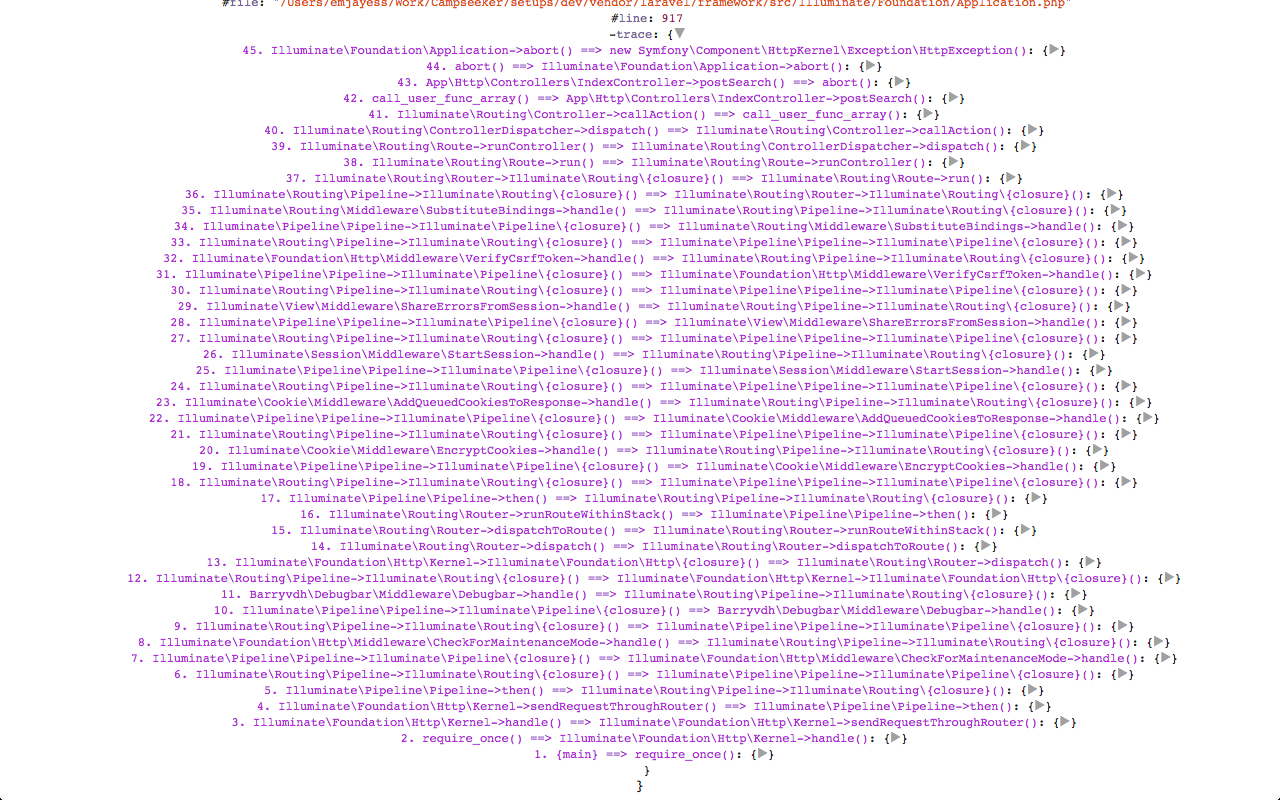 #file: "/Users/emjayess/work/Campseeker/setups/dev/vendor/laravel/framework/src/Illuminate/Foundation/Application.php"
#line: 917
-trace: {▼
45. Illuminate\Foundation\Application->abort() ==> new Symfony\Component\HttpKernel\Exception\HttpException(): {▶}
44. abort() ==> Illuminate\Foundation\Application->abort(): {▶}
43. App\Http\Controllers\IndexController->postSearch() ==> abort(): {▶}
42. call_user_func_array() ==> App\Http\Controllers\IndexController->postSearch(): {▶}
41. Illuminate\Routing\Controller->callAction() ==> call_user_func_array(): {▶}
40. Illuminate\Routing\ControllerDispatcher->dispatch() ==> Illuminate\Routing\Controller->callAction(): {▶}
39. Illuminate\Routing\Route->runController() ==> Illuminate\Routing\ControllerDispatcher->dispatch(): {▶}
38. Illuminate\Routing\Route->run() ==> Illuminate\Routing\Route->runController(): {▶}
37. Illuminate\Routing\Router->Illuminate\Routing\{closure}() ==> Illuminate\Routing\Route->run(): {▶}
36. Illuminate\Routing\Pipeline->Illuminate\Routing\{closure}() ==> Illuminate\Routing\Router->Illuminate\Routing\{closure}(): {▶}
35. Illuminate\Routing\Middleware\SubstituteBindings->handle() ==> Illuminate\Routing\Pipeline->Illuminate\Routing\{closure}(): {▶}
34. Illuminate\Pipeline\Pipeline->Illuminate\Pipeline\{closure}() ==> Illuminate\Routing\Middleware\SubstituteBindings->handle(): {▶}
33. Illuminate\Routing\Pipeline->Illuminate\Routing\{closure}() ==> Illuminate\Pipeline\Pipeline->Illuminate\Pipeline\{closure}(): {▶}
32. Illuminate\Foundation\Http\Middleware\VerifyCsrfToken->handle() ==> Illuminate\Routing\Pipeline->Illuminate\Routing\{closure}(): {▶}
31. Illuminate\Pipeline\Pipeline->Illuminate\Pipeline\{closure}() ==> Illuminate\Foundation\Http\Middleware\VerifyCsrfToken->handle(): {▶}
30. Illuminate\Routing\Pipeline->Illuminate\Routing\{closure}() ==> Illuminate\Pipeline\Pipeline->Illuminate\Pipeline\{closure}(): {▶}
29. Illuminate\View\Middleware\ShareErrorsFromSession->handle() ==> Illuminate\Routing\Pipeline->Illuminate\Routing\{closure}(): {▶}
28. Illuminate\Pipeline\Pipeline->Illuminate\Pipeline\{closure}() ==> Illuminate\View\Middleware\ShareErrorsFromSession->handle(): {▶}
27. Illuminate\Routing\Pipeline->Illuminate\Routing\{closure}() ==> Illuminate\Pipeline\Pipeline->Illuminate\Pipeline\{closure}(): {▶}
26. Illuminate\Session\Middleware\StartSession->handle() ==> Illuminate\Routing\Pipeline->Illuminate\Routing\{closure}(): {▶}
25. Illuminate\Pipeline\Pipeline->Illuminate\Pipeline\{closure}() ==> Illuminate\Session\Middleware\StartSession->handle(): {▶}
24. Illuminate\Routing\Pipeline->Illuminate\Routing\{closure}() ==> Illuminate\Pipeline\Pipeline->Illuminate\Pipeline\{closure}(): {▶}
23. Illuminate\Cookie\Middleware\AddQueuedCookiesToResponse->handle() ==> Illuminate\Routing\Pipeline->Illuminate\Routing\{closure}(): {▶}
22. Illuminate\Pipeline\Pipeline->Illuminate\Pipeline\{closure}() ==> Illuminate\Cookie\Middleware\AddQueuedCookiesToResponse->handle(): {▶}
21. Illuminate\Routing\Pipeline->Illuminate\Routing\{closure}() ==> Illuminate\Pipeline\Pipeline->Illuminate\Pipeline\{closure}(): {▶}
20. Illuminate\Cookie\Middleware\EncryptCookies->handle() ==> Illuminate\Routing\Pipeline->Illuminate\Routing\{closure}(): {▶}
19. Illuminate\Pipeline\Pipeline->Illuminate\Pipeline\{closure}() ==> Illuminate\Cookie\Middleware\EncryptCookies->handle(): {▶}
18. Illuminate\Routing\Pipeline->Illuminate\Routing\{closure}() ==> Illuminate\Pipeline\Pipeline->Illuminate\Pipeline\{closure}(): {▶}
17. Illuminate\Pipeline\Pipeline->then() ==> Illuminate\Routing\Pipeline->Illuminate\Routing\{closure}(): {▶}
16. Illuminate\Routing\Router->runRouteWithinStack() ==> Illuminate\Pipeline\Pipeline->then(): {▶}
15. Illuminate\Routing\Router->dispatchToRoute() ==> Illuminate\Routing\Router->runRouteWithinStack(): {▶}
14. Illuminate\Routing\Router->dispatch() ==> Illuminate\Routing\Router->dispatchToRoute(): {▶}
13. Illuminate\Foundation\Http\Kernel->Illuminate\Foundation\Http\{closure}() ==> Illuminate\Routing\Router->dispatch(): {▶}
12. Illuminate\Routing\Pipeline->Illuminate\Routing\{closure}() ==> Illuminate\Foundation\Http\Kernel->Illuminate\Foundation\Http\{closure}(): {▶}
11. Barryvdh\Debugbar\Middleware\Debugbar->handle() ==> Illuminate\Routing\Pipeline->Illuminate\Routing\{closure}(): {▶}
10. Illuminate\Pipeline\Pipeline->Illuminate\Pipeline\{closure}() ==> Barryvdh\Debugbar\Middleware\Debugbar->handle(): {▶}
9. Illuminate\Routing\Pipeline->Illuminate\Routing\{closure}() ==> Illuminate\Pipeline\Pipeline->Illuminate\Pipeline\{closure}(): {▶}
8. Illuminate\Foundation\Http\Middleware\CheckForMaintenanceMode->handle() ==> Illuminate\Routing\Pipeline->Illuminate\Routing\{closure}(): {▶}
7. Illuminate\Pipeline\Pipeline->Illuminate\Pipeline\{closure}() ==> Illuminate\Foundation\Http\Middleware\CheckForMaintenanceMode->handle(): {▶}
6. Illuminate\Routing\Pipeline->Illuminate\Routing\{closure}() ==> Illuminate\Pipeline\Pipeline->Illuminate\Pipeline\{closure}(): {▶}
5. Illuminate\Pipeline\Pipeline->then() ==> Illuminate\Routing\Pipeline->Illuminate\Routing\{closure}(): {▶}
4. Illuminate\Foundation\Http\Kernel->sendRequestThroughRouter() ==> Illuminate\Pipeline\Pipeline->then(): {▶}
3. Illuminate\Foundation\Http\Kernel->handle() ==> Illuminate\Foundation\Http\Kernel->sendRequestThroughRouter(): {▶}
2. require_once() ==> Illuminate\Foundation\Http\Kernel->handle(): {▶}
1. {main} ==> require_once(): {▶}
}
}